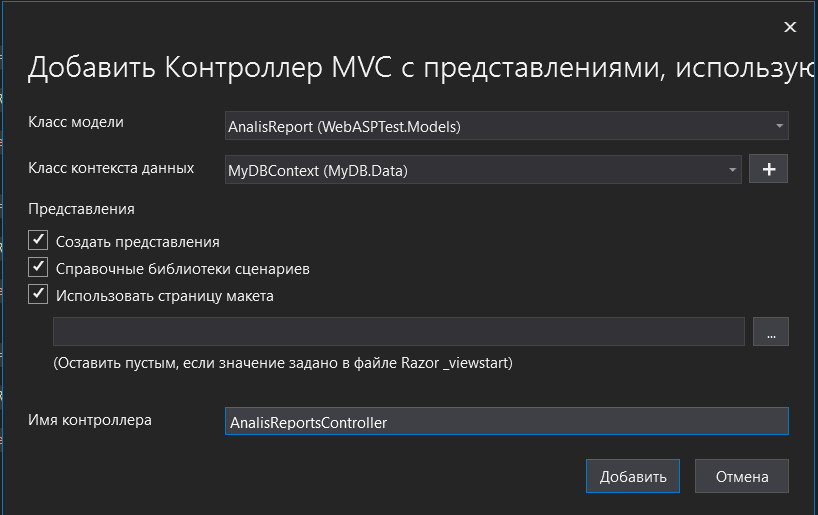 Добавить Контроллер MVC с представлениями, использую
Класс модели
AnalisReport (WebASPTest.Models)
Класс контекста данных
MyDBContext (MyDB.Data)
+
Представления
Создать представления
Справочные библиотеки сценариев
Использовать страницу макета
...
(Оставить пустым, если значение задано в файле Razor _viewstart)
Имя контроллера
AnalisReportsController
Добавить
Отмена